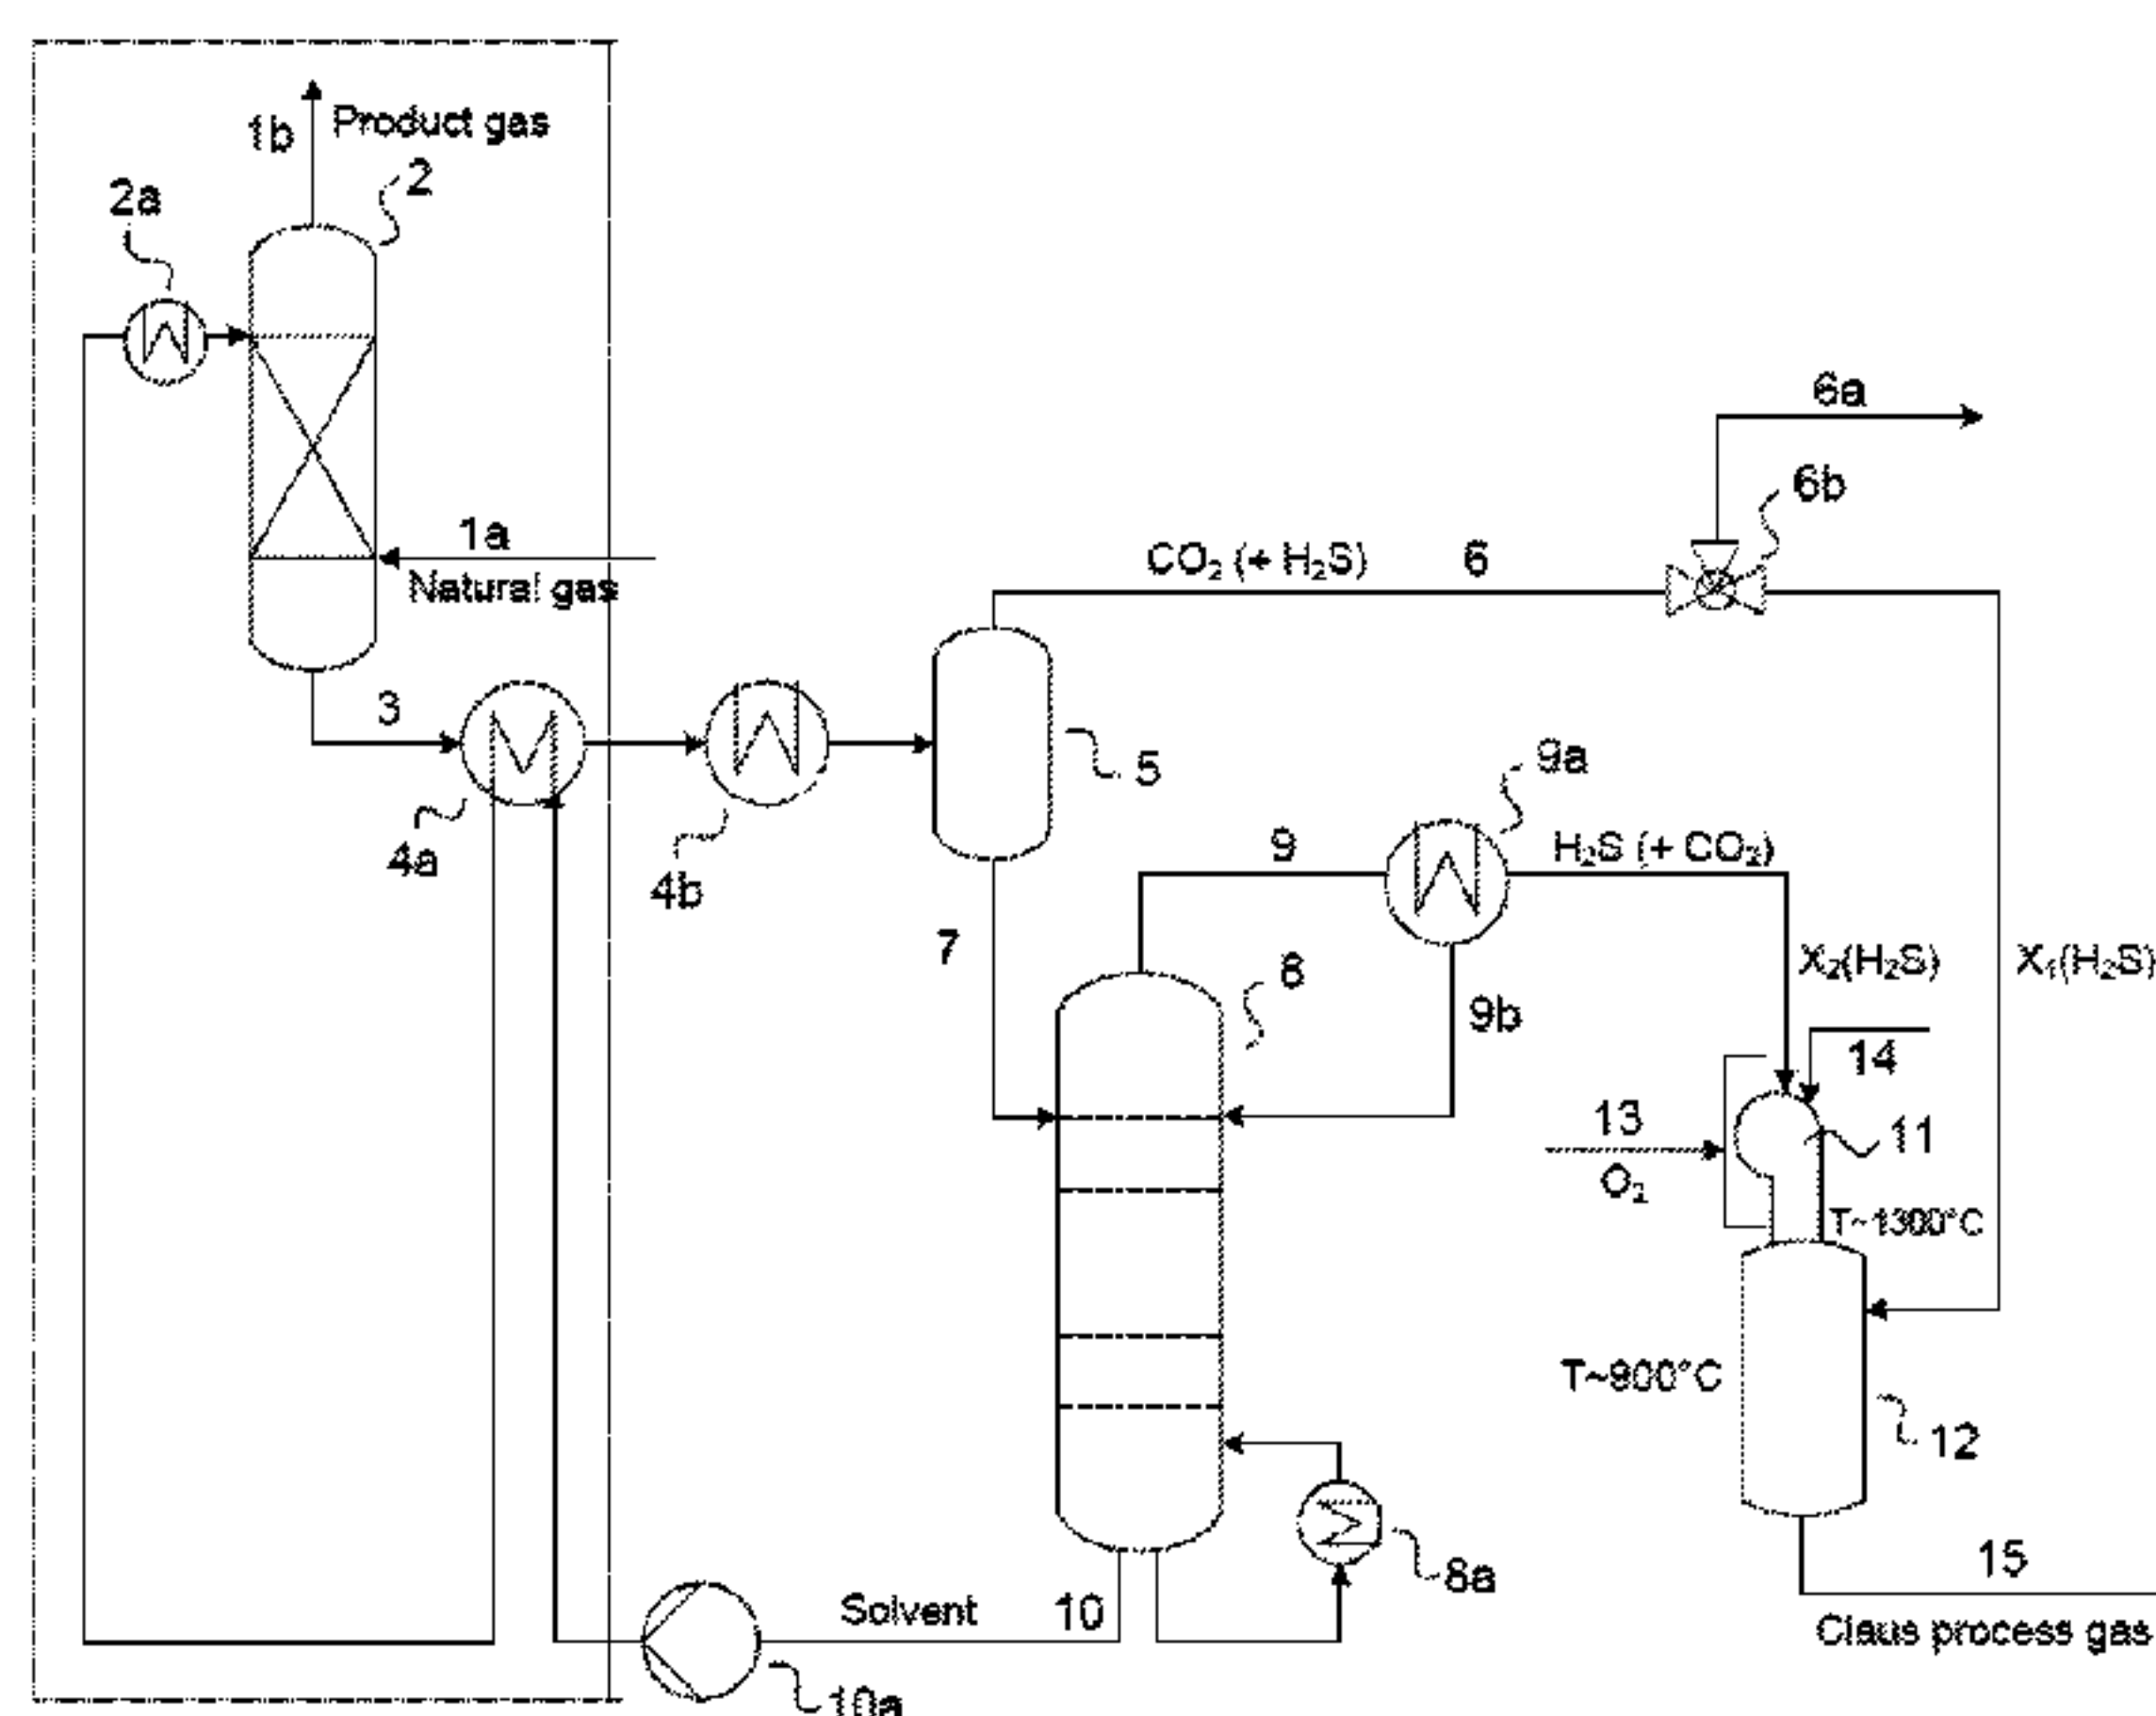 1b
Product gas
2
2a
1a
Natural gas
6a
6b
CO₂ (+ H₂S)
6
3
5
4a
4b
9
9a
H₂S (+ CO₂)
7
8
9b
X₂(H₂S)
X₁(H₂S)
14
13
O₂
11
T~1300°C
T~900°C
12
8a
Solvent
10
10a
15
Claus process gas